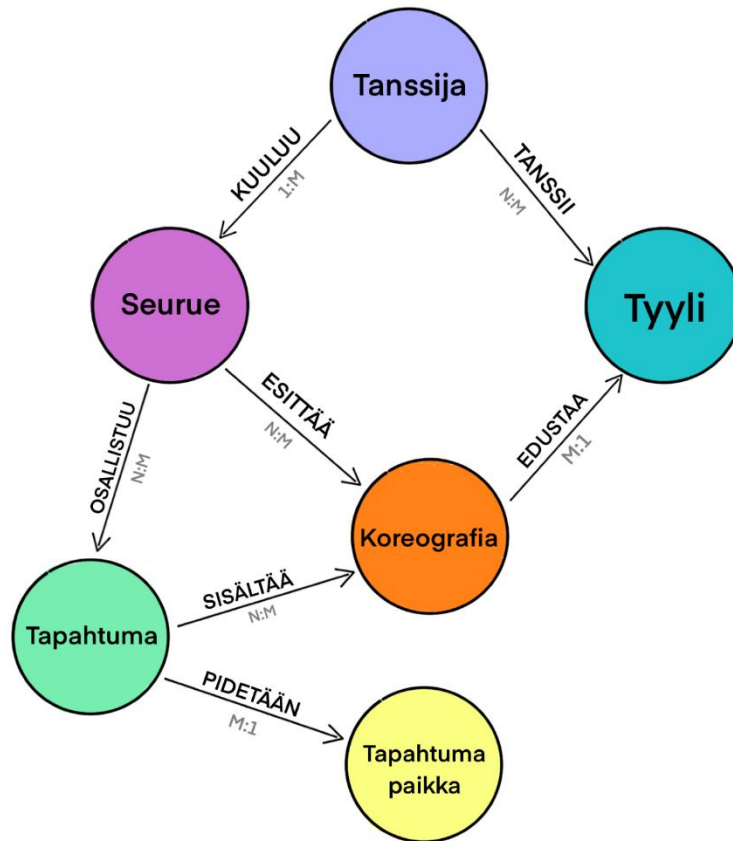 Tanssija
KUULUU
1:M
TANSSII
N:M
Seurue
Tyyli
ESITTÄÄ
N:M
EDUSTAA
M:1
OSALLISTUU
N:M
Koreografia
SISÄLTÄÄ
N:M
Tapahtuma
PIDETÄÄN
M:1
Tapahtuma
paikka